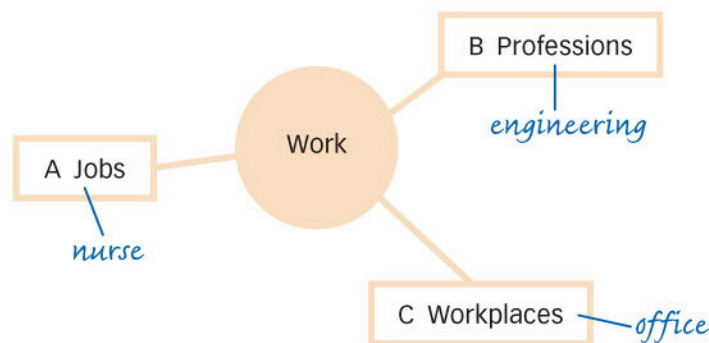 B Professions
engineering
Work
A Jobs
nurse
C Workplaces
office